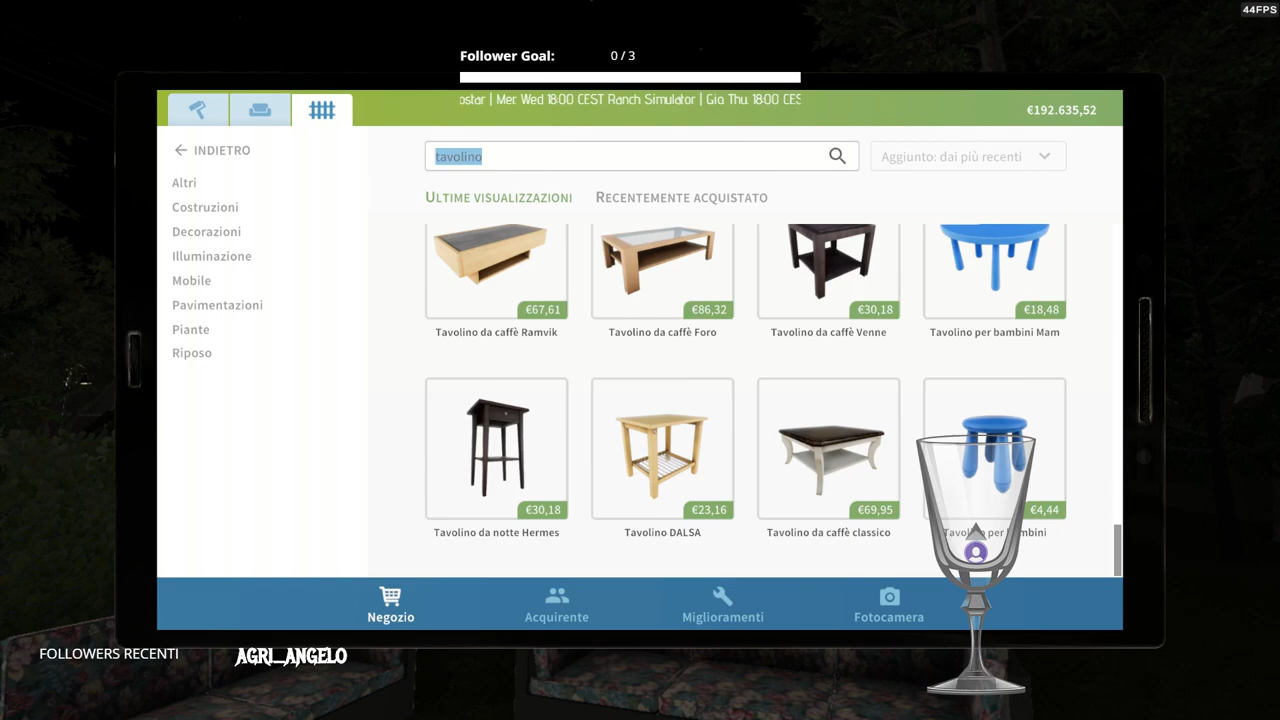 44FPS
Follower Goal: 0 / 3
ostar | Mer. Wed 18:00 CEST Ranch Simulator | Gio. Thu. 18:00 CES
€192.635,52
INDIETRO
tavolino
Aggiunto: dai più recenti
Altri
Costruzioni
Decorazioni
Illuminazione
Mobile
Pavimentazioni
Piante
Riposo
ULTIME VISUALIZZAZIONI
RECENTEMENTE ACQUISTATO
€67,61
€86,32
€30,18
€18,48
Tavolino da caffè Ramvik
Tavolino da caffè Foro
Tavolino da caffè Venne
Tavolino per bambini Mam
€30,18
€23,16
€69,95
€4,44
Tavolino da notte Hermes
Tavolino DALSA
Tavolino da caffè classico
per
Negozio
Acquirente
Miglioramenti
Fotocamera
FOLLOWERS RECENTI
AGRI_ANGELO